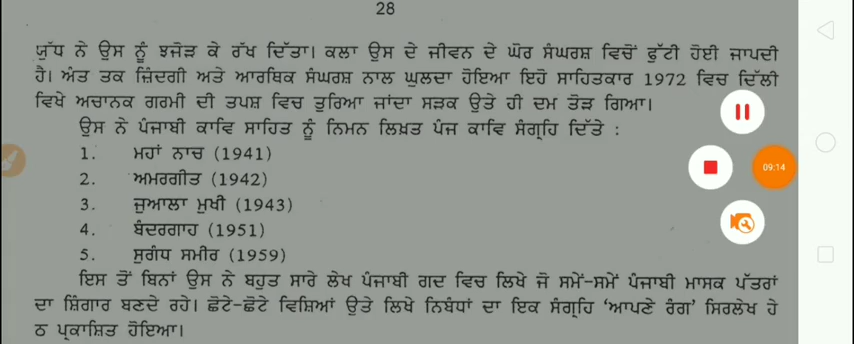 28
ਯੁੱਧ ਨੇ ਉਸ ਨੂੰ ਝਜੋੜ ਕੇ ਰੱਖ ਦਿੱਤਾ। ਕਲਾ ਉਸ ਦੇ ਜੀਵਨ ਦੇ ਘੋਰ ਸੰਘਰਸ਼ ਵਿਚੋਂ ਫੁੱਟੀ ਹੋਈ ਜਾਪਦੀ
ਹੈ। ਅੰਤ ਤਕ ਜ਼ਿੰਦਗੀ ਅਤੇ ਆਰਥਿਕ ਸੰਘਰਸ਼ ਨਾਲ ਘੁਲਦਾ ਹੋਇਆ ਇਹੋ ਸਾਹਿਤਕਾਰ 1972 ਵਿਚ ਦਿੱਲੀ
ਵਿਖੇ ਅਚਾਨਕ ਗਰਮੀ ਦੀ ਤਪਸ਼ ਵਿਚ ਤੁਰਿਆ ਜਾਂਦਾ ਸੜਕ ਉਤੇ ਹੀ ਦਮ ਤੋੜ ਗਿਆ।
ਉਸ ਨੇ ਪੰਜਾਬੀ ਕਾਵਿ ਸਾਹਿਤ ਨੂੰ ਨਿਮਨ ਲਿਖ਼ਤ ਪੰਜ ਕਾਵਿ ਸੰਗ੍ਰਹਿ ਦਿੱਤੇ :
1. ਮਹਾਂ ਨਾਚ (1941)
2. ਅਮਰਗੀਤ (1942)
3. ਜੁਆਲਾ ਮੁਖੀ (1943)
4. ਬੰਦਰਗਾਹ (1951)
5. ਸੁਗੰਧ ਸਮੀਰ (1959)
ਇਸ ਤੋਂ ਬਿਨਾਂ ਉਸ ਨੇ ਬਹੁਤ ਸਾਰੇ ਲੇਖ ਪੰਜਾਬੀ ਗਦ ਵਿਚ ਲਿਖੇ ਜੋ ਸਮੇਂ-ਸਮੇਂ ਪੰਜਾਬੀ ਮਾਸਕ ਪੱਤਰਾਂ
ਦਾ ਸ਼ਿੰਗਾਰ ਬਣਦੇ ਰਹੇ। ਛੋਟੇ-ਛੋਟੇ ਵਿਸ਼ਿਆਂ ਉਤੇ ਲਿਖੇ ਨਿਬੰਧਾਂ ਦਾ ਇਕ ਸੰਗ੍ਰਹਿ ‘ਆਪਣੇ ਰੰਗ’ ਸਿਰਲੇਖ ਹੇ
ਠ ਪ੍ਰਕਾਸ਼ਿਤ ਹੋਇਆ।
09:14